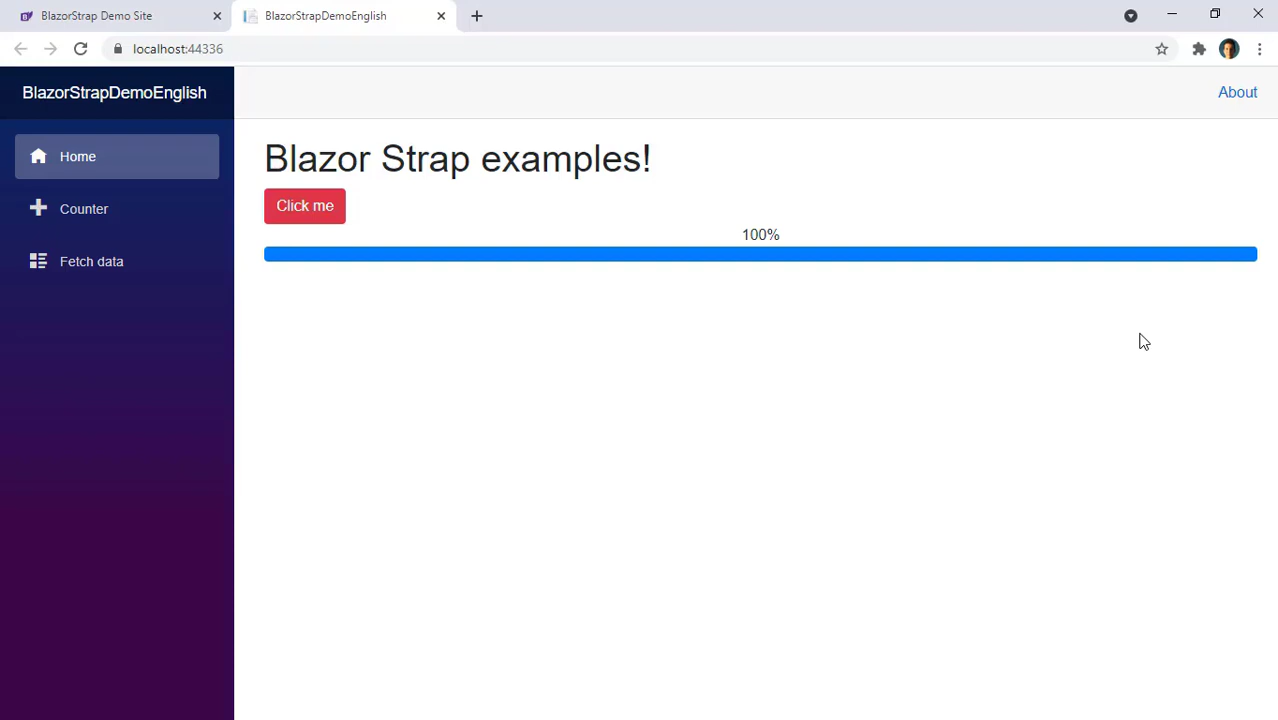 BlazorStrap Demo Site
BlazorStrapDemoEnglish
localhost:44336
BlazorStrapDemoEnglish
About
Home
Counter
Fetch data
Blazor Strap examples!
Click me
100%